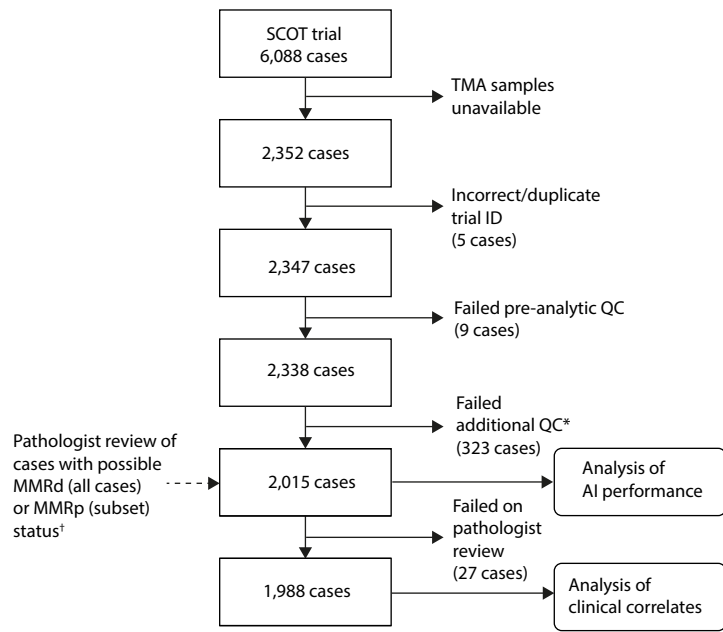 SCOT trial
6,088 cases
TMA samples
unavailable
2,352 cases
Incorrect/duplicate
trial ID
(5 cases)
2,347 cases
Failed pre-analytic QC
(9 cases)
2,338 cases
Failed
additional QC*
(323 cases)
Pathologist review of
cases with possible
MMRd (all cases)
or MMRp (subset)
status†
2,015 cases
Analysis of
AI performance
Failed on
pathologist
review
(27 cases)
1,988 cases
Analysis of
clinical correlates